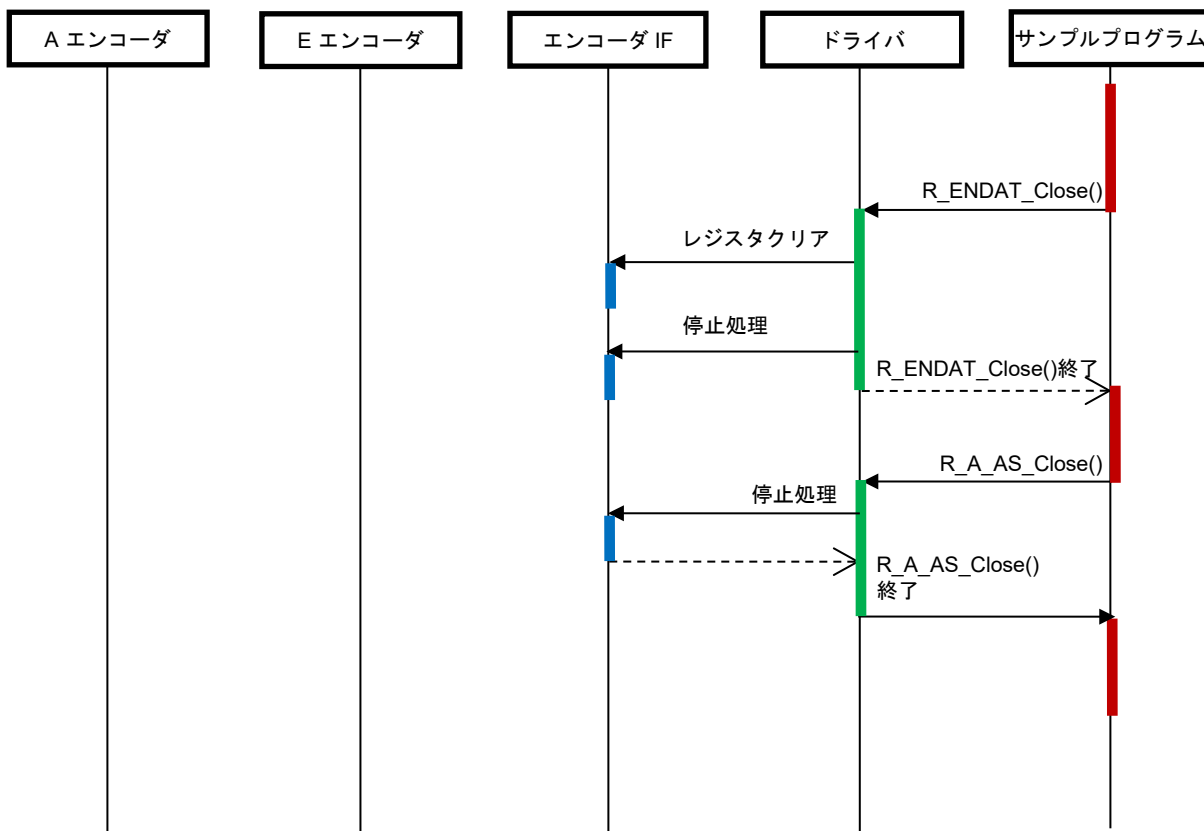 A エンコーダ
E エンコーダ
エンコーダ IF
ドライバ
サンプルプログラム
R_ENDAT_Close()
レジスタクリア
停止処理
R_ENDAT_Close()終了
R_A_AS_Close()
停止処理
R_A_AS_Close()
終了